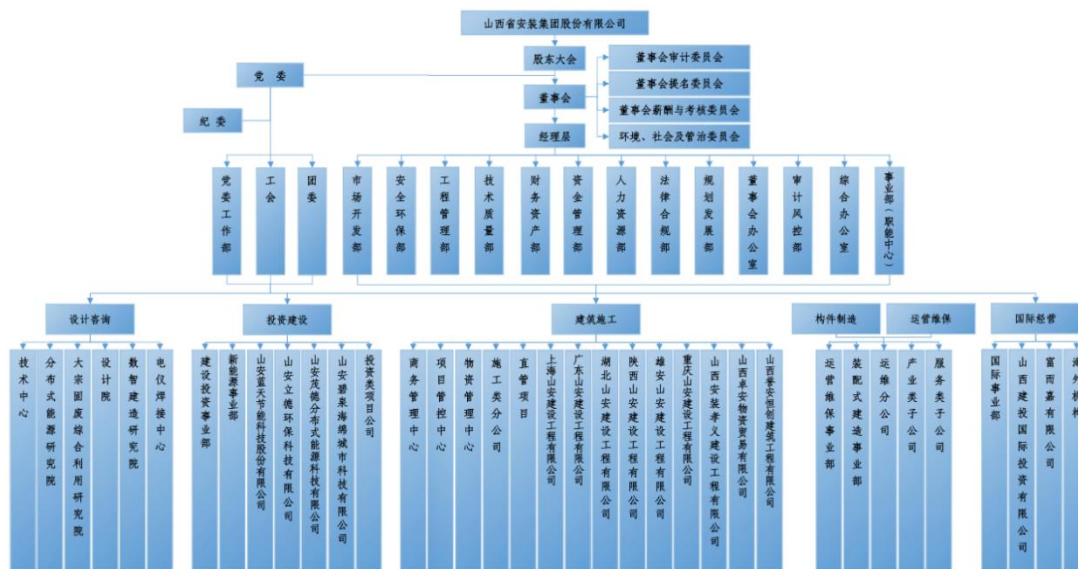 山西省安装集团股份有限公司
股东大会
党 委
董事会
董事会审计委员会
董事会提名委员会
董事会薪酬与考核委员会
环境、社会及管治委员会
纪 委
经理层
党委工作部
工会
团委
市场开发部
安全环保部
工程管理部
技术质量部
财务资产部
资金管理部
人力资源部
法律合规部
规划发展部
董事会办公室
审计风控部
综合办公室
事业部（职能中心）
设计咨询
投资建设
建筑施工
构件制造
运营维保
国际经营
技术中心
分布式能源研究院
大宗固废综合利用研究院
设计院
数智建造研究院
电仪焊接中心
建设投资事业部
新能源事业部
山安蓝天节能科技股份有限公司
山安立德环保科技有限公司
山安茂德分布式能源科技有限公司
山安碧泉海绵城市科技有限公司
投资类项目公司
商务管理中心
项目管控中心
物资管理中心
施工类分公司
直管项目
上海山安建设工程有限公司
广东山安建设工程有限公司
湖北山安建设工程有限公司
陕西山安建设工程有限公司
雄安山安建设工程有限公司
重庆山安建设工程有限公司
山西安装孝义建设工程有限公司
山西卓安物资贸易有限公司
山西誉安恒创建筑工程有限公司
运营维保事业部
装配式建造事业部
运维分公司
产业类子公司
服务类子公司
国际事业部
山西建投国际投资有限公司
富而嘉有限公司
海外机构